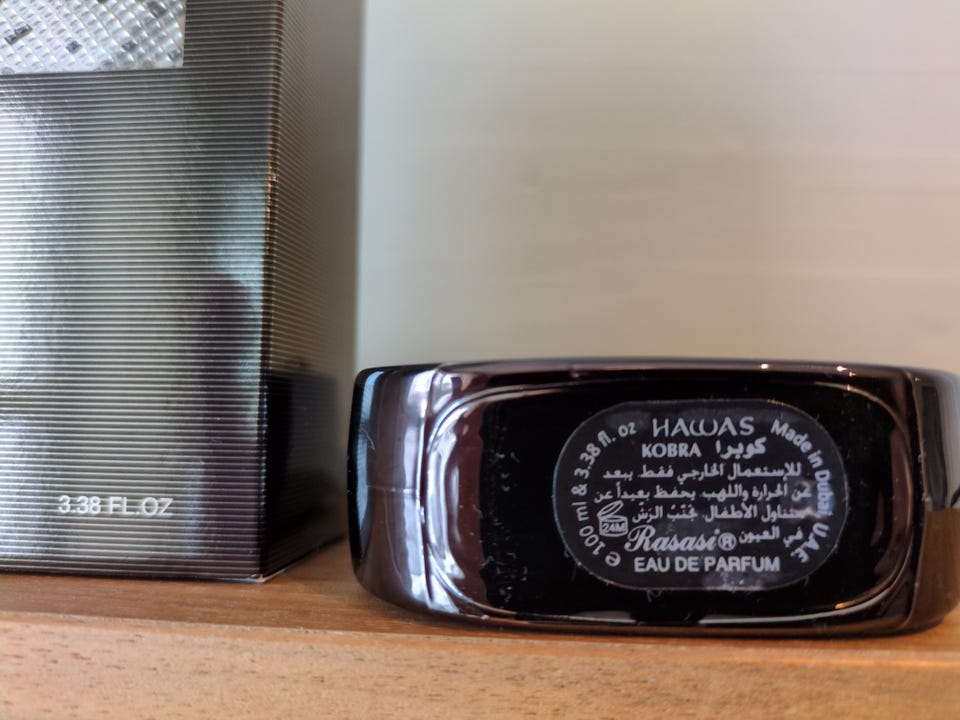 3.38 FL.OZ
e 100 ml & 3.38 fl. oz
HAWAS
Made in Dubai U.A.E
KOBRA كوبرا
للإستعمال الخارجي فقط. يبعد
عن الحرارة واللهب. يحفظ بعيداً عن
متناول الأطفال. تجنّب الرش
في العيون
24M
Rasasi®
EAU DE PARFUM